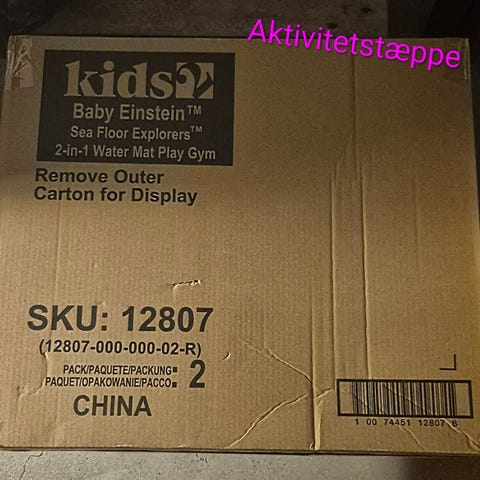 Aktivitetstæppe
kids2
Baby Einstein™
Sea Floor Explorers™
2-in-1 Water Mat Play Gym
Remove Outer
Carton for Display
SKU: 12807
(12807-000-000-02-R)
PACK/PAQUETE/PACKUNG
PAQUET/OPAKOWANIE/PACCO
2
CHINA
1 00 74451 12807 8